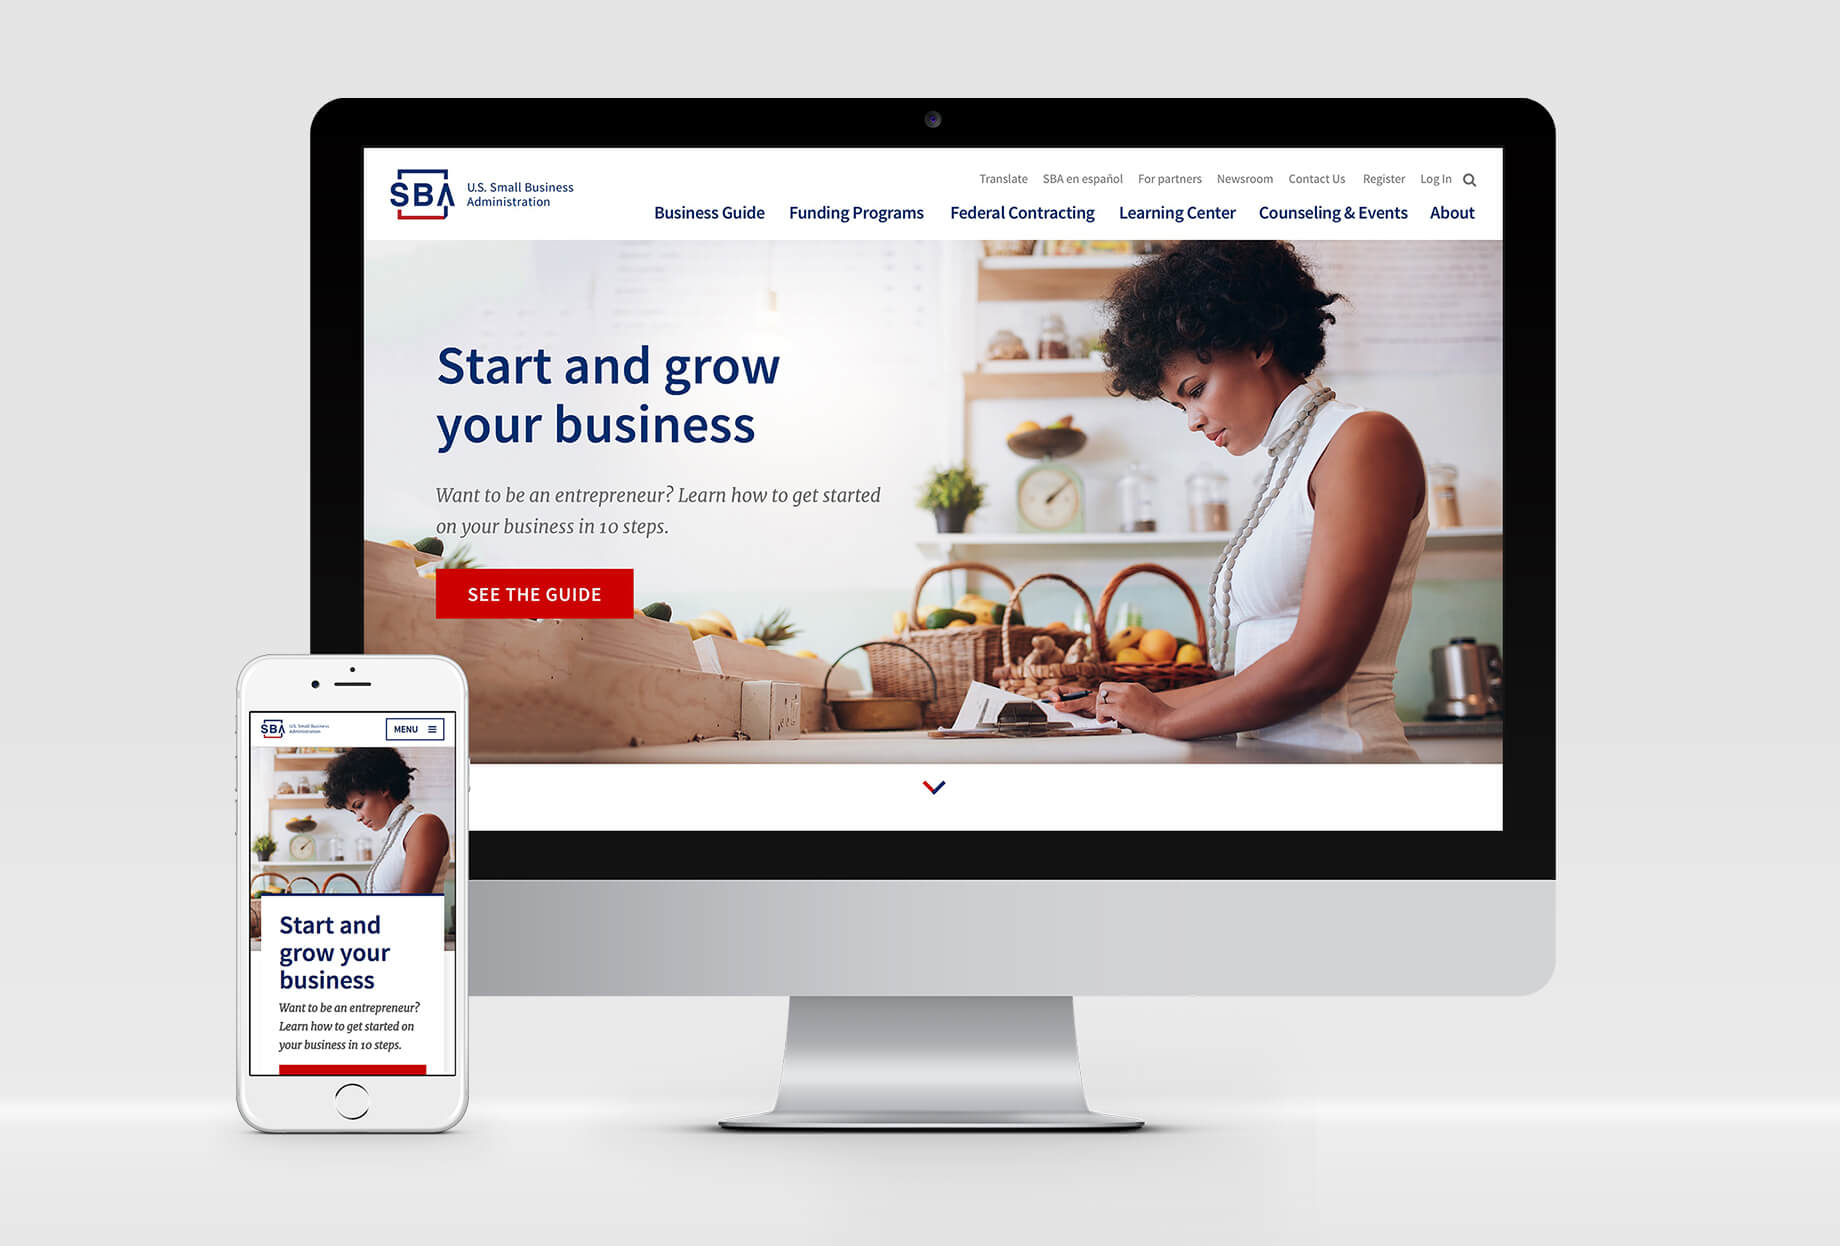 SBA
U.S. Small Business
Administration
Translate SBA en español For partners Newsroom Contact Us Register Log In
Business Guide Funding Programs Federal Contracting Learning Center Counseling & Events About
Start and grow
your business
Want to be an entrepreneur? Learn how to get started
on your business in 10 steps.
SEE THE GUIDE
SBA
U.S. Small Business
Administration
MENU
Start and
grow your
business
Want to be an entrepreneur?
Learn how to get started on
your business in 10 steps.